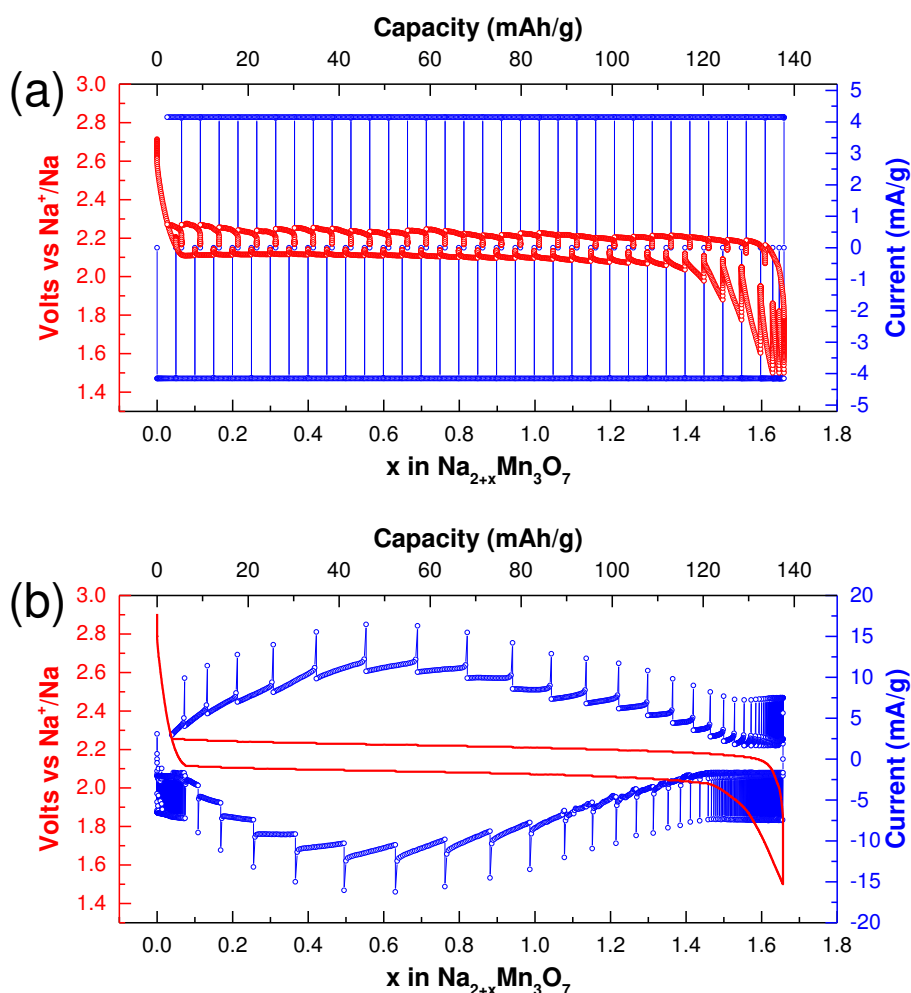 (a)
Capacity (mAh/g)
0 20 40 60 80 100 120 140
Volts vs Na⁺/Na
3.0
2.8
2.6
2.4
2.2
2.0
1.8
1.6
1.4
5
4
3
2
1
0
-1
-2
-3
-4
-5
Current (mA/g)
0.0 0.2 0.4 0.6 0.8 1.0 1.2 1.4 1.6 1.8
x in Na₂₊ₓMn₃O₇
(b)
Capacity (mAh/g)
0 20 40 60 80 100 120 140
Volts vs Na⁺/Na
3.0
2.8
2.6
2.4
2.2
2.0
1.8
1.6
1.4
20
15
10
5
0
-5
-10
-15
-20
Current (mA/g)
0.0 0.2 0.4 0.6 0.8 1.0 1.2 1.4 1.6 1.8
x in Na₂₊ₓMn₃O₇